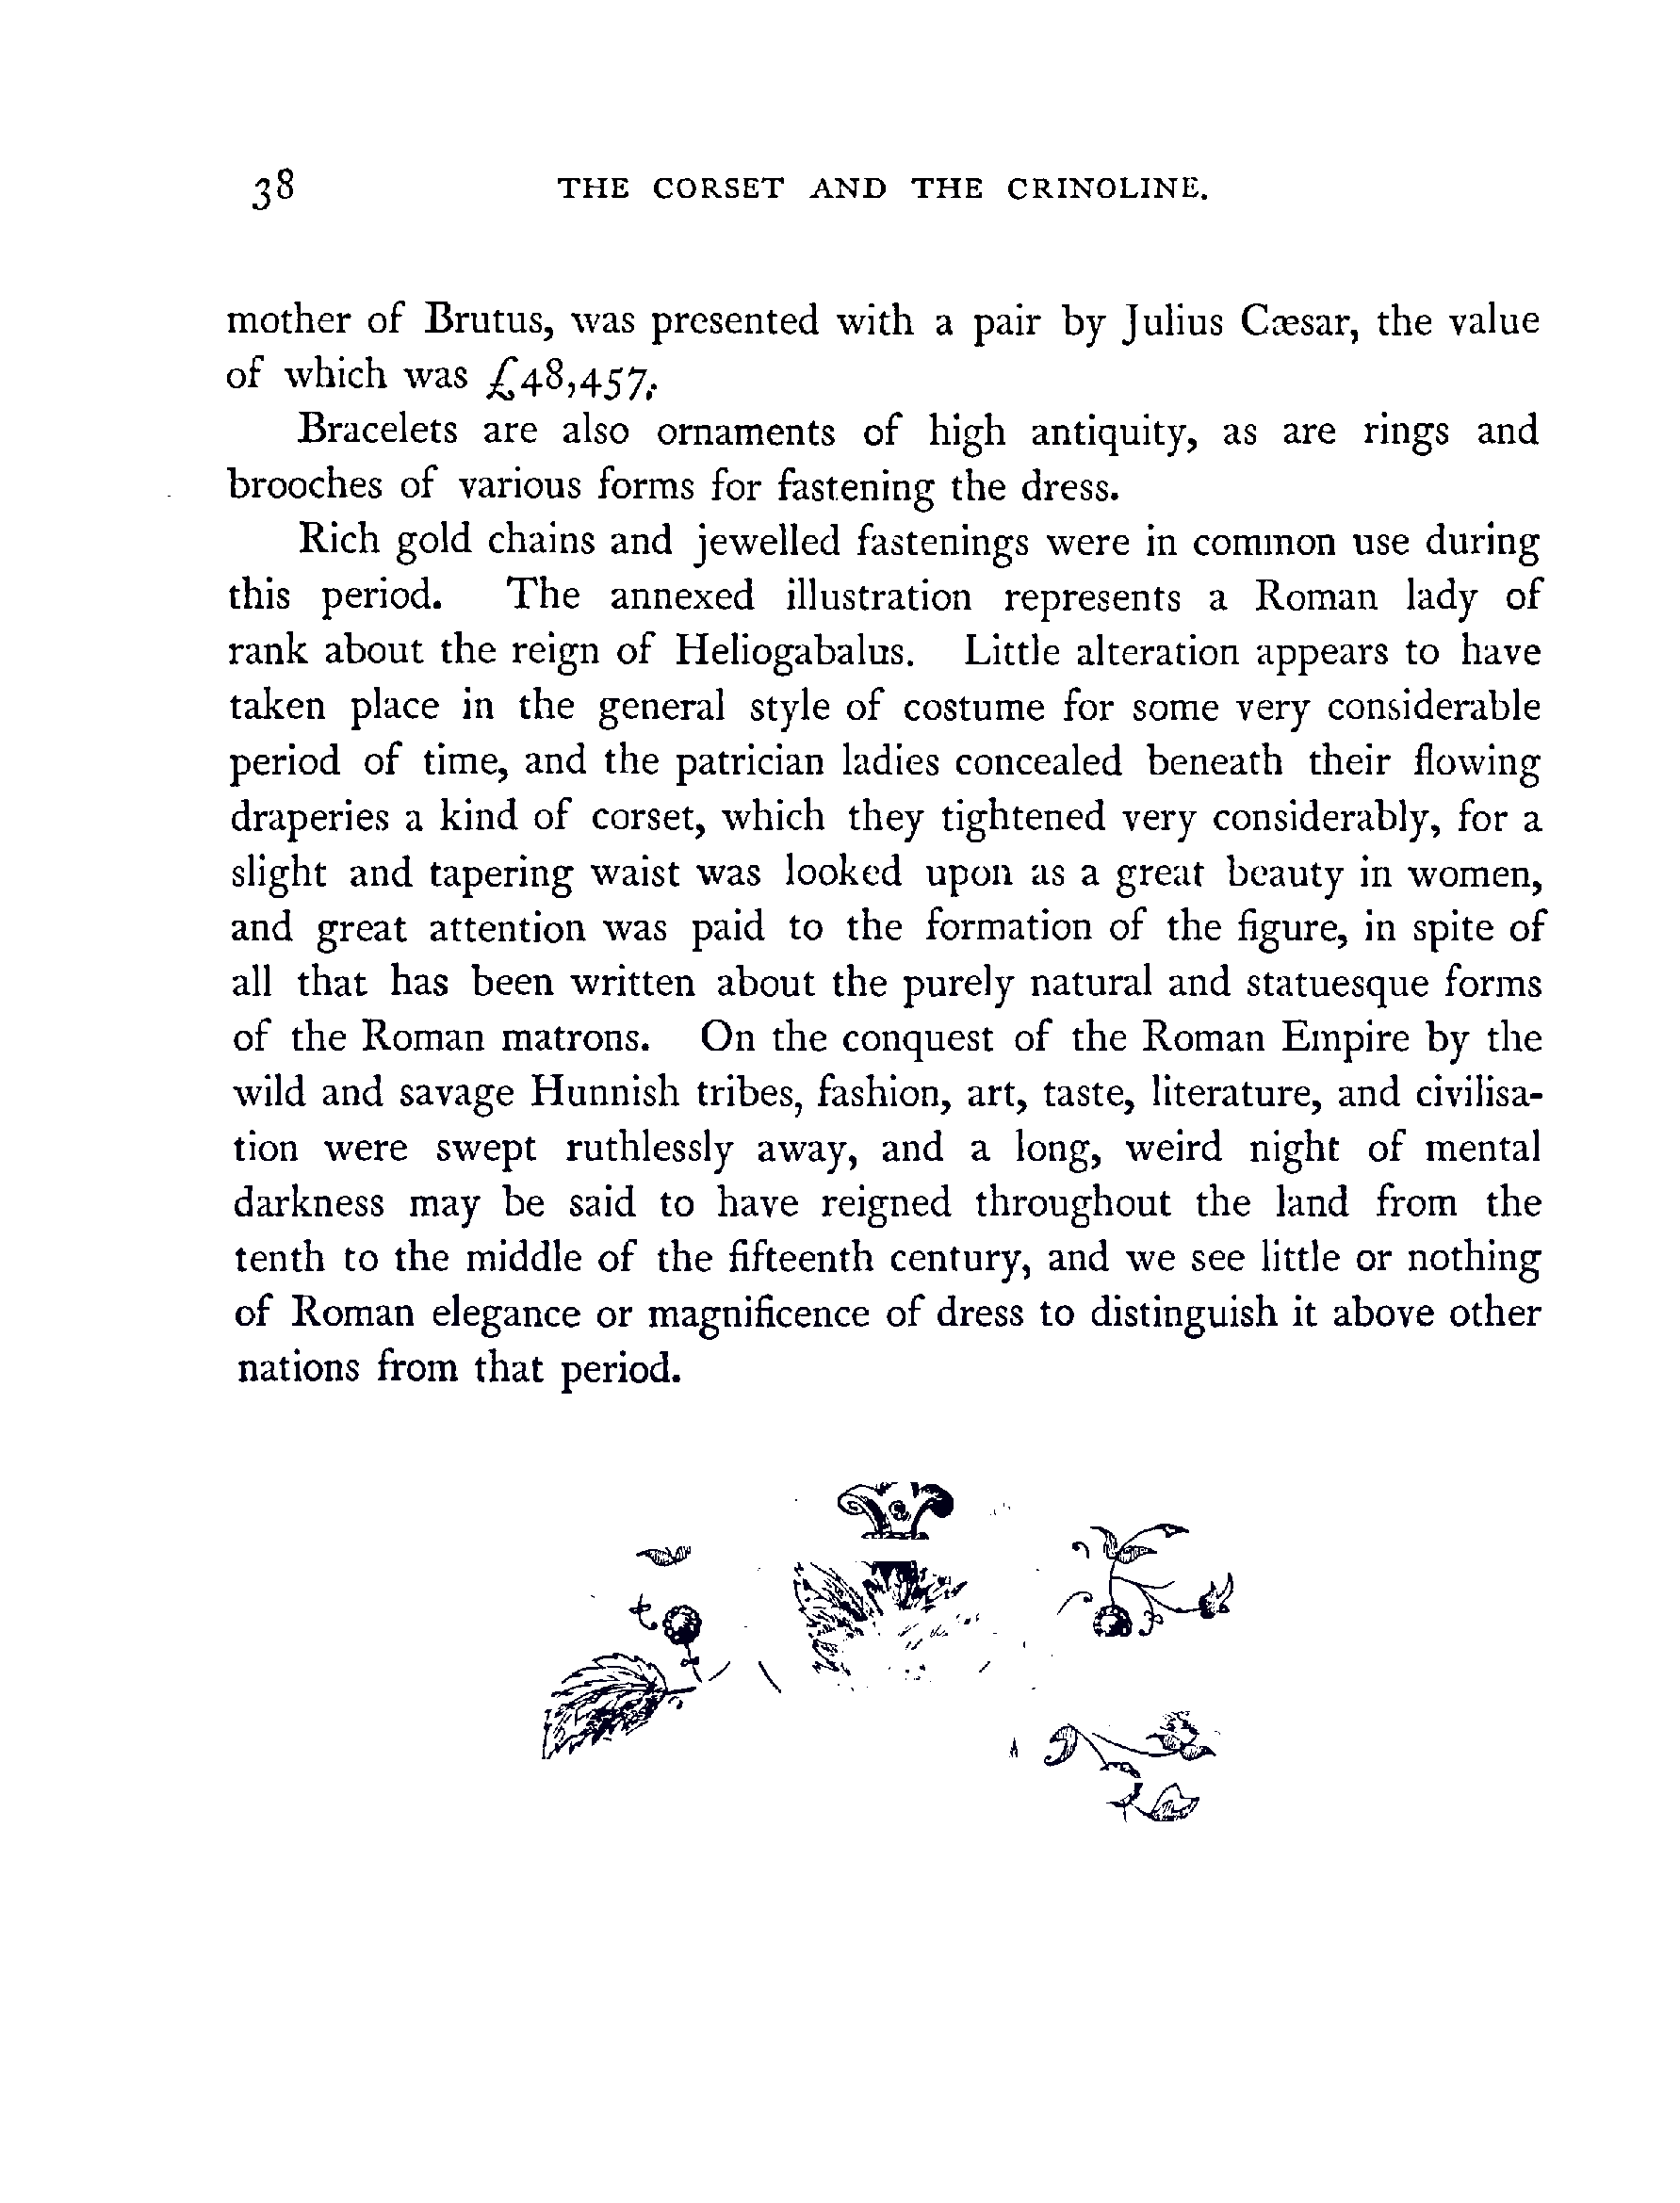 38 THE CORSET AND THE CRINOLINE.
mother of Brutus, was presented with a pair by Julius Cæsar, the value
of which was £48,457.
Bracelets are also ornaments of high antiquity, as are rings and
brooches of various forms for fastening the dress.
Rich gold chains and jewelled fastenings were in common use during
this period. The annexed illustration represents a Roman lady of
rank about the reign of Heliogabalus. Little alteration appears to have
taken place in the general style of costume for some very considerable
period of time, and the patrician ladies concealed beneath their flowing
draperies a kind of corset, which they tightened very considerably, for a
slight and tapering waist was looked upon as a great beauty in women,
and great attention was paid to the formation of the figure, in spite of
all that has been written about the purely natural and statuesque forms
of the Roman matrons. On the conquest of the Roman Empire by the
wild and savage Hunnish tribes, fashion, art, taste, literature, and civilisa-
tion were swept ruthlessly away, and a long, weird night of mental
darkness may be said to have reigned throughout the land from the
tenth to the middle of the fifteenth century, and we see little or nothing
of Roman elegance or magnificence of dress to distinguish it above other
nations from that period.